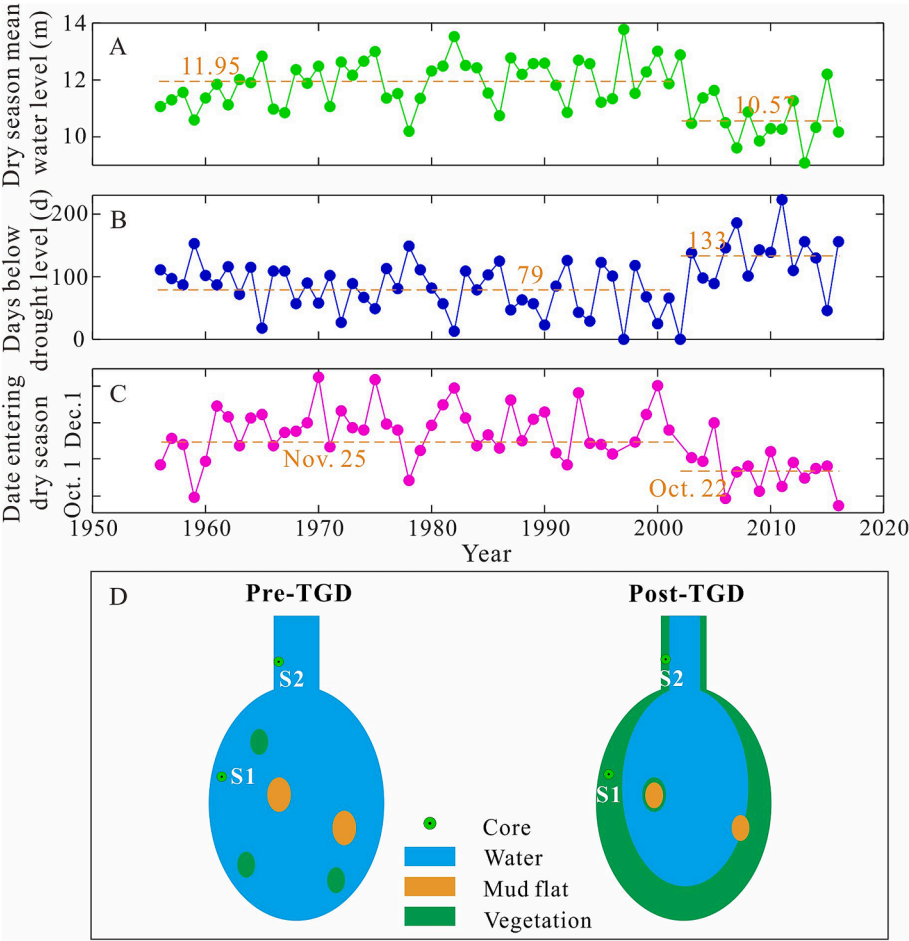 Dry season mean
water level (m)
14
12
10
A
11.95
10.57
Days below
drought level (d)
200
100
0
B
79
133
Date entering
dry season
Oct. 1 Dec.1
C
Nov. 25
Oct. 22
1950 1960 1970 1980 1990 2000 2010 2020
Year
D
Pre-TGD Post-TGD
S2 S2
S1 S1
Core
Water
Mud flat
Vegetation